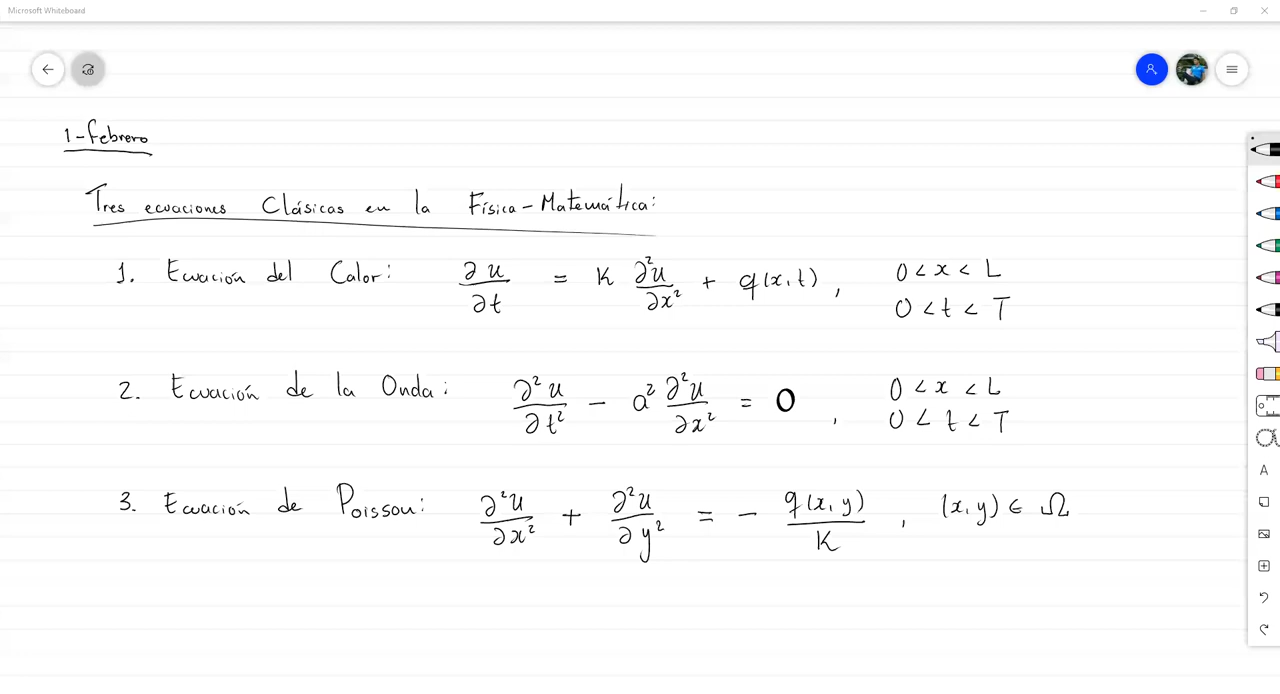 Microsoft Whiteboard
1-Febrero
Tres ecuaciones Clásicas en la Física-Matemática:
1. Ecuación del Calor: ∂u/∂t = K ∂²u/∂x² + q(x,t), 0 < x < L
0 < t < T
2. Ecuación de la Onda: ∂²u/∂t² - a² ∂²u/∂x² = 0, 0 < x < L
0 < t < T
3. Ecuación de Poisson: ∂²u/∂x² + ∂²u/∂y² = - q(x,y)/K, (x,y) ∈ Ω
A